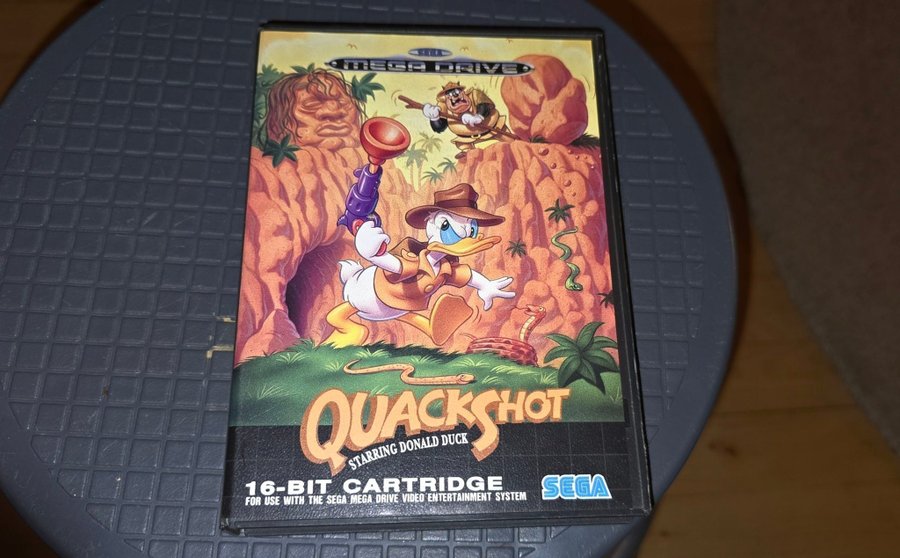 SEGA
MEGA DRIVE
QUACKSHOT
STARRING DONALD DUCK
16-BIT CARTRIDGE
FOR USE WITH THE SEGA MEGA DRIVE VIDEO ENTERTAINMENT SYSTEM
SEGA